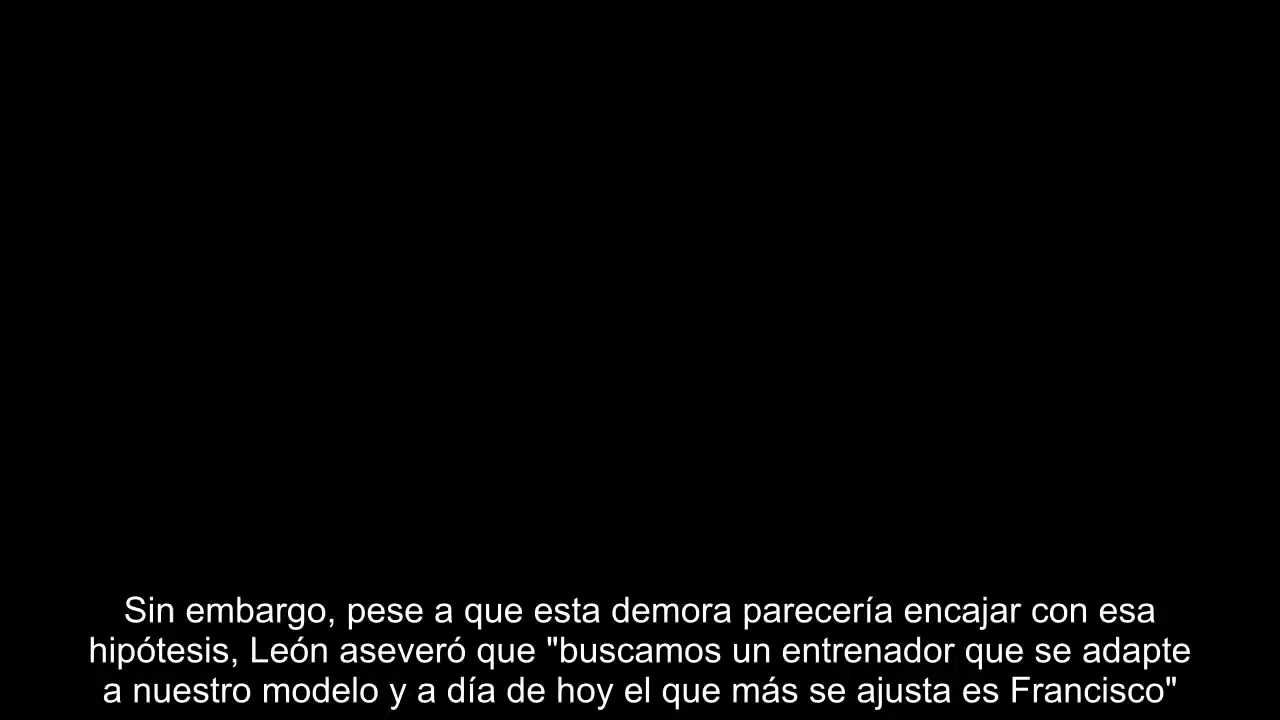 Sin embargo, pese a que esta demora parecería encajar con esa
hipótesis, León aseveró que "buscamos un entrenador que se adapte
a nuestro modelo y a día de hoy el que más se ajusta es Francisco"